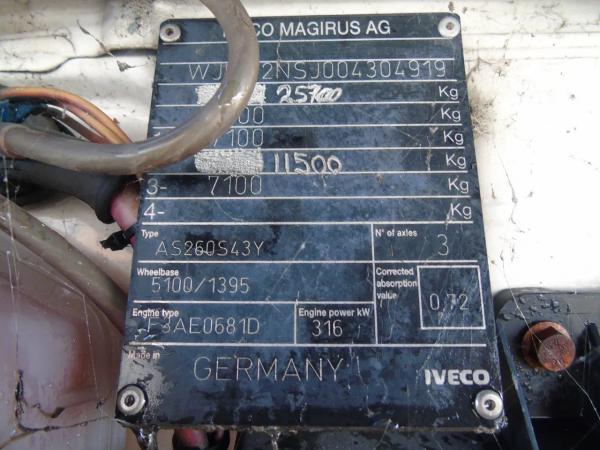 CO MAGIRUS AG
2NSJ004304919
25700 Kg
Kg
7100 Kg
11500 Kg
3- 7100 Kg
4- Kg
Type AS260S43Y N° of axles 3
Wheelbase 5100/1395 Corrected absorption value 0,72
Engine type F3AE0681D Engine power kW 316
Made in GERMANY IVECO